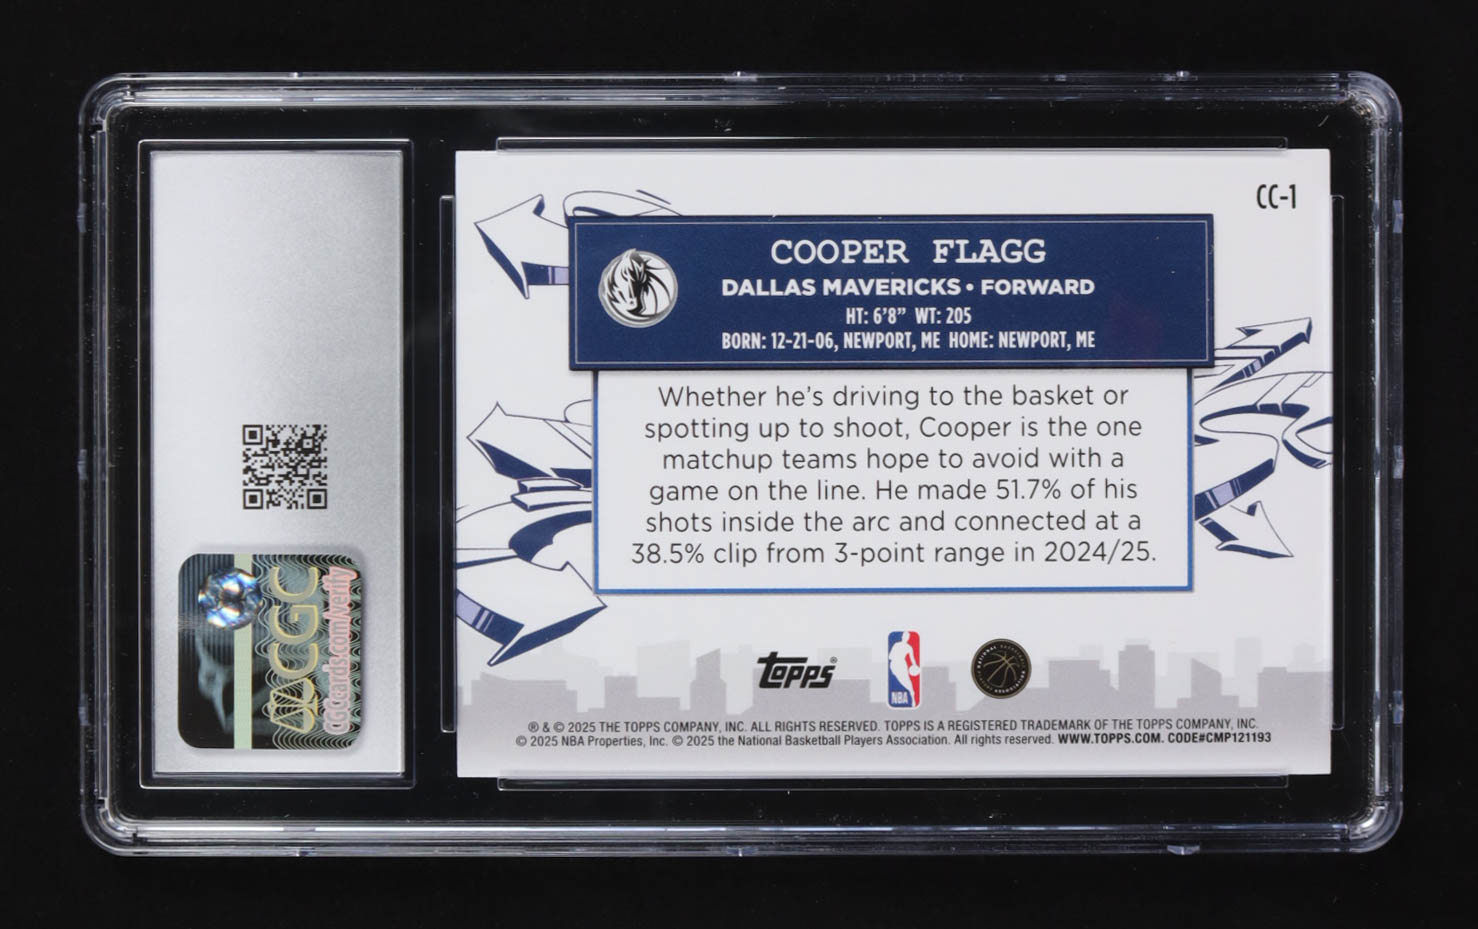 CC-1
COOPER FLAGG
DALLAS MAVERICKS • FORWARD
HT: 6'8" WT: 205
BORN: 12-21-06, NEWPORT, ME HOME: NEWPORT, ME
Whether he's driving to the basket or
spotting up to shoot, Cooper is the one
matchup teams hope to avoid with a
game on the line. He made 51.7% of his
shots inside the arc and connected at a
38.5% clip from 3-point range in 2024/25.
topps®
NBA
® & © 2025 THE TOPPS COMPANY, INC. ALL RIGHTS RESERVED. TOPPS IS A REGISTERED TRADEMARK OF THE TOPPS COMPANY, INC.
© 2025 NBA Properties, Inc. © 2025 the National Basketball Players Association. All rights reserved. WWW.TOPPS.COM. CODE#CMP121193
CGC
CGCcards.com/verify